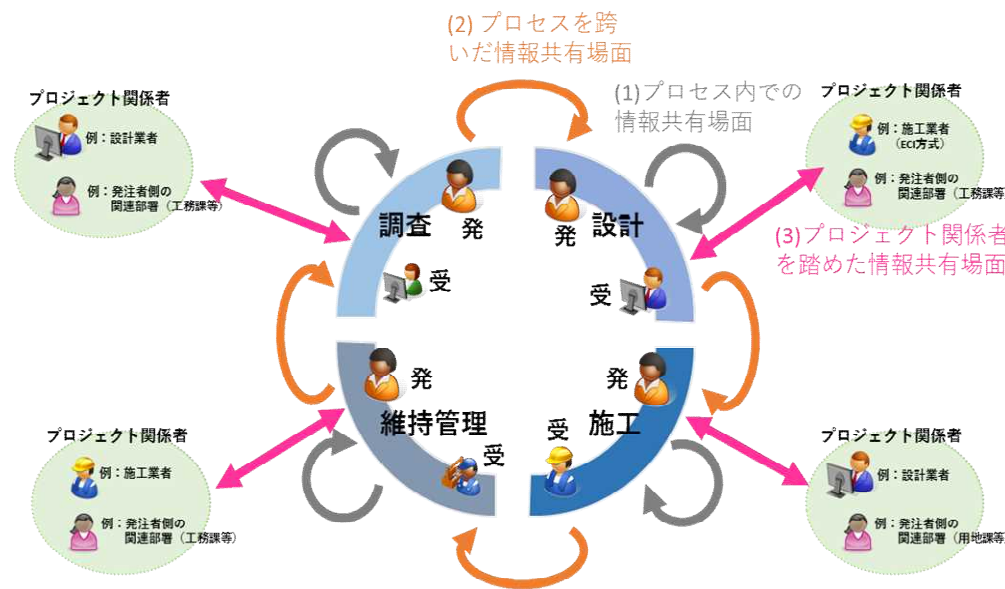 (2) プロセスを跨
いだ情報共有場面
(1)プロセス内での
情報共有場面
プロジェクト関係者
例：設計業者
例：発注者側の
関連部署（工務課等）
プロジェクト関係者
例：施工業者
（ECI方式）
例：発注者側の
関連部署（工務課等）
調査
発
受
設計
発
受
(3)プロジェクト関係者
を踏めた情報共有場面
維持管理
発
受
施工
発
受
プロジェクト関係者
例：施工業者
例：発注者側の
関連部署（工務課等）
プロジェクト関係者
例：設計業者
例：発注者側の
関連部署（用地課等）